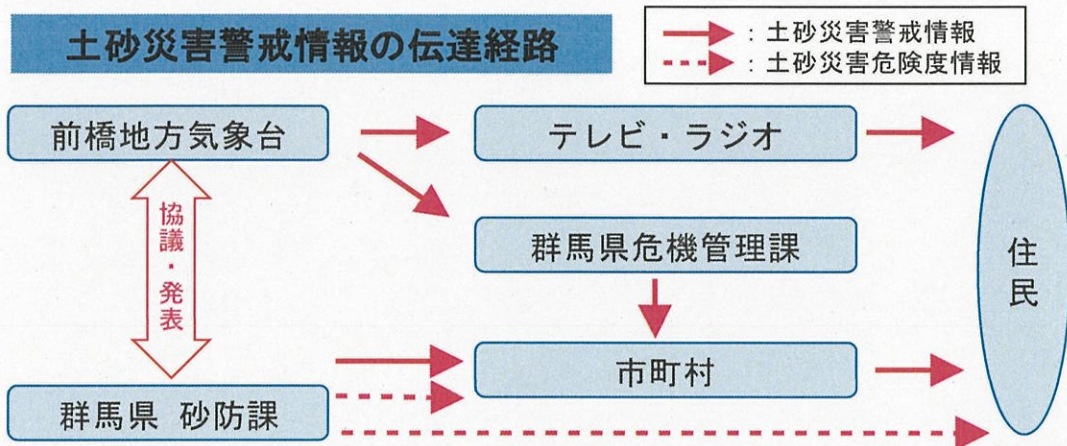 土砂災害警戒情報の伝達経路
：土砂災害警戒情報
：土砂災害危険度情報
前橋地方気象台
テレビ・ラジオ
協議・発表
群馬県危機管理課
住民
市町村
群馬県 砂防課